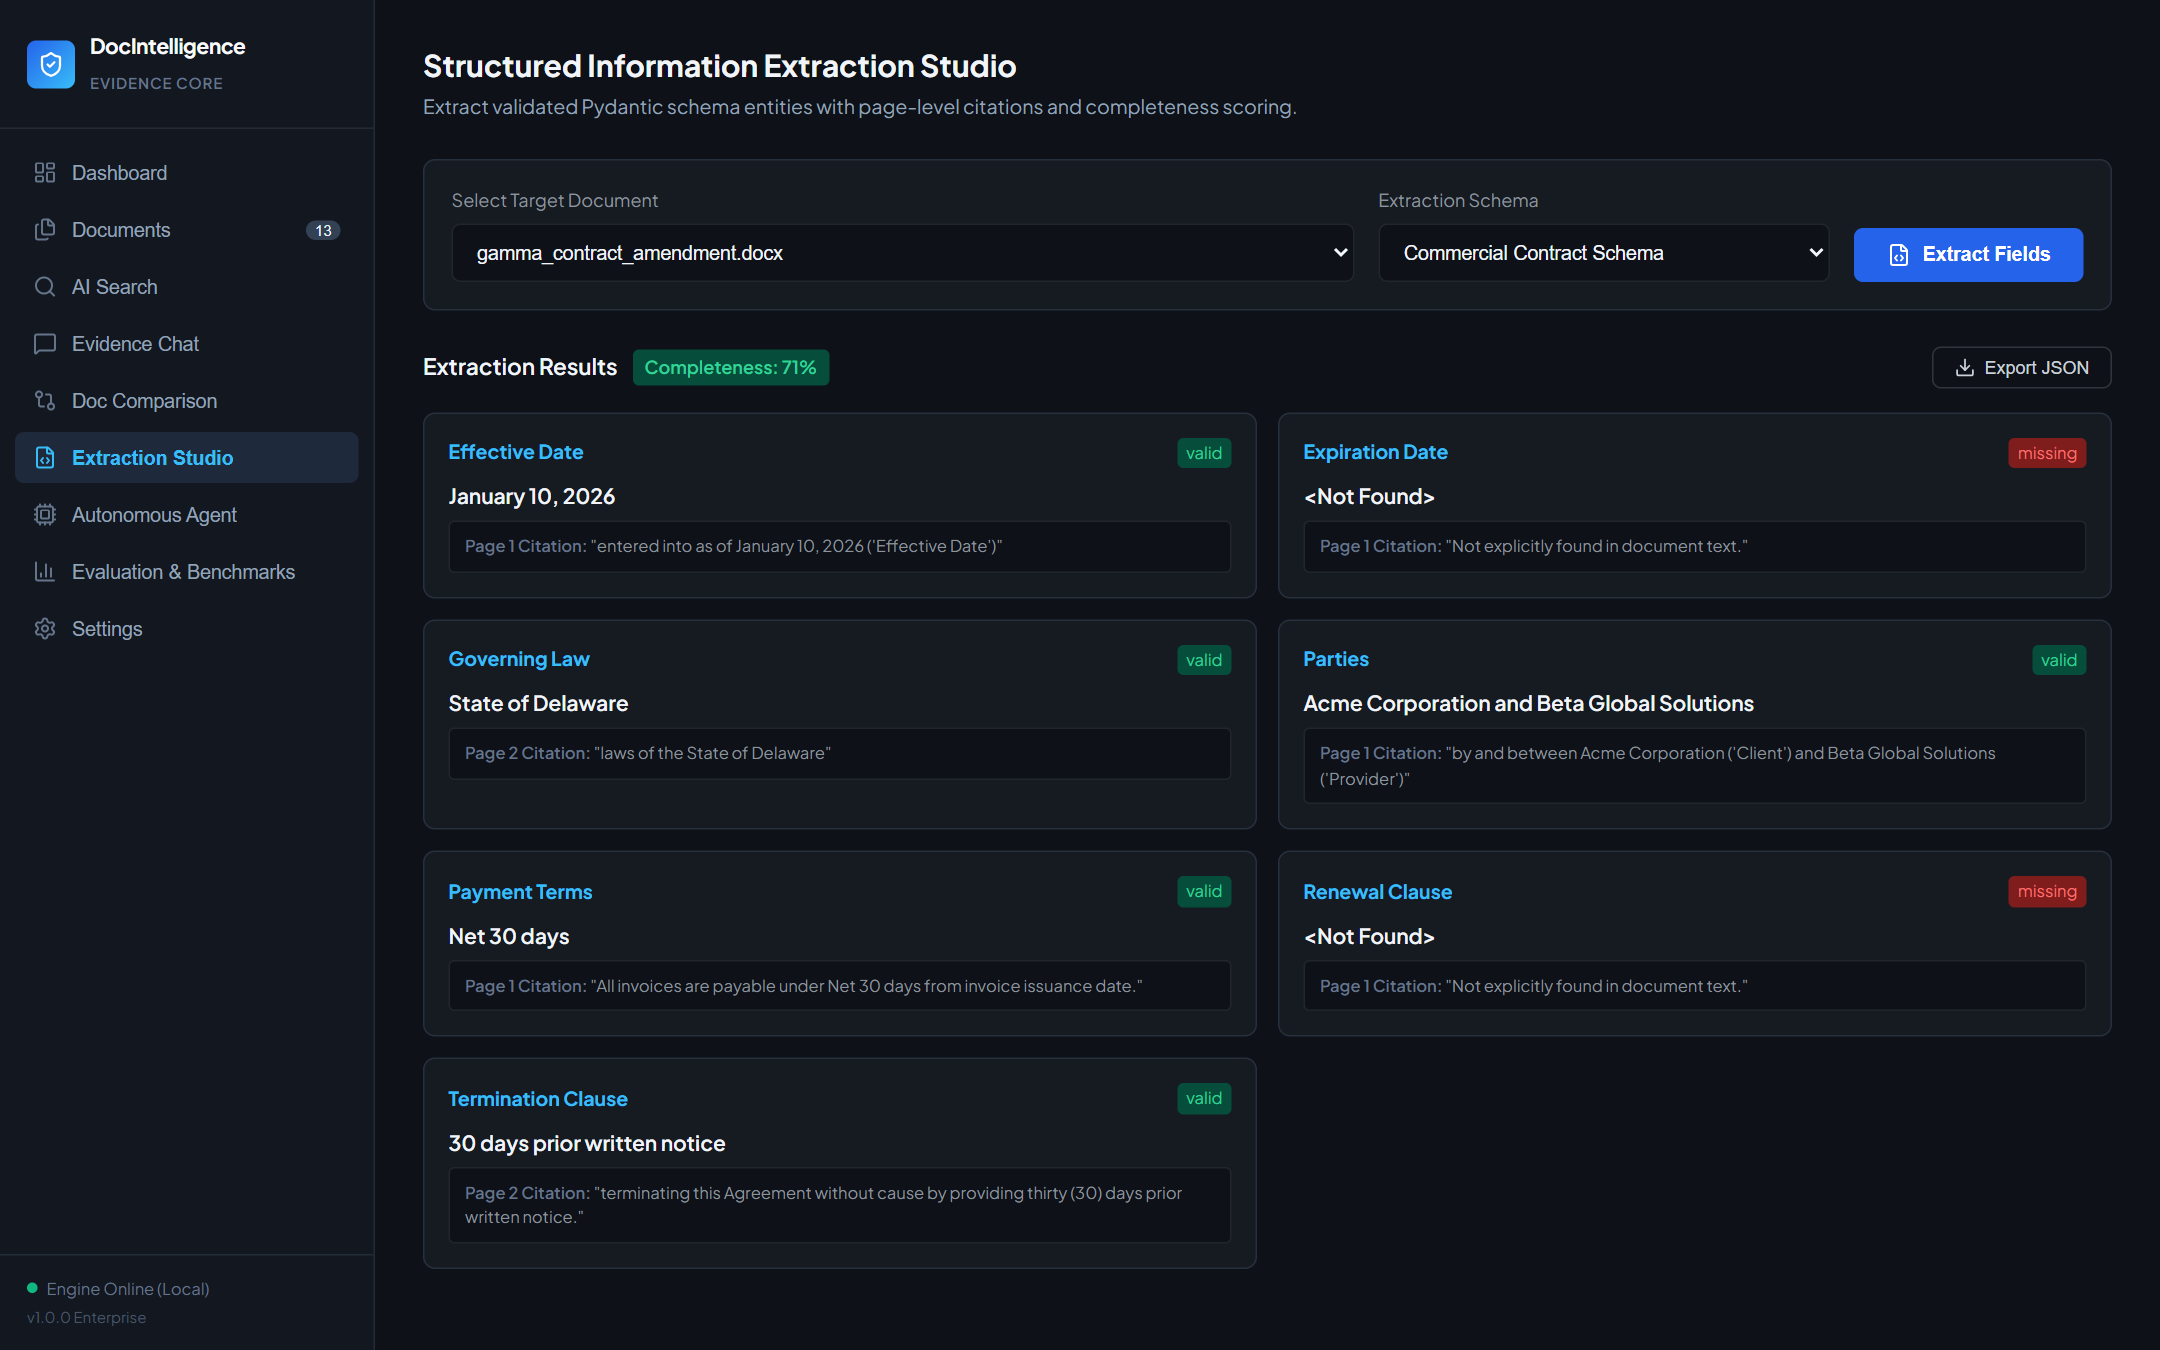 DocIntelligence
EVIDENCE CORE
Dashboard
Documents
13
AI Search
Evidence Chat
Doc Comparison
Extraction Studio
Autonomous Agent
Evaluation & Benchmarks
Settings
Engine Online (Local)
v1.0.0 Enterprise
Structured Information Extraction Studio
Extract validated Pydantic schema entities with page-level citations and completeness scoring.
Select Target Document
gamma_contract_amendment.docx
Extraction Schema
Commercial Contract Schema
Extract Fields
Extraction Results
Completeness: 71%
Export JSON
Effective Date
valid
January 10, 2026
Page 1 Citation: "entered into as of January 10, 2026 ('Effective Date')"
Expiration Date
missing
<Not Found>
Page 1 Citation: "Not explicitly found in document text."
Governing Law
valid
State of Delaware
Page 2 Citation: "laws of the State of Delaware"
Parties
valid
Acme Corporation and Beta Global Solutions
Page 1 Citation: "by and between Acme Corporation ('Client') and Beta Global Solutions
('Provider')"
Payment Terms
valid
Net 30 days
Page 1 Citation: "All invoices are payable under Net 30 days from invoice issuance date."
Renewal Clause
missing
<Not Found>
Page 1 Citation: "Not explicitly found in document text."
Termination Clause
valid
30 days prior written notice
Page 2 Citation: "terminating this Agreement without cause by providing thirty (30) days prior
written notice."